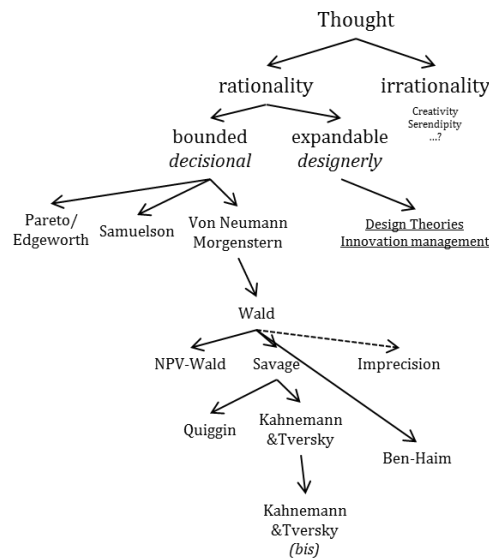 Thought
rationality
irrationality
Creativity
Serendipity
...?
bounded
decisional
expandable
designerly
Pareto/
Edgeworth
Samuelson
Von Neumann
Morgenstern
Design Theories
Innovation management
Wald
NPV-Wald
Savage
Imprecision
Quiggin
Kahnemann
&Tversky
Ben-Haim
Kahnemann
&Tversky
(bis)